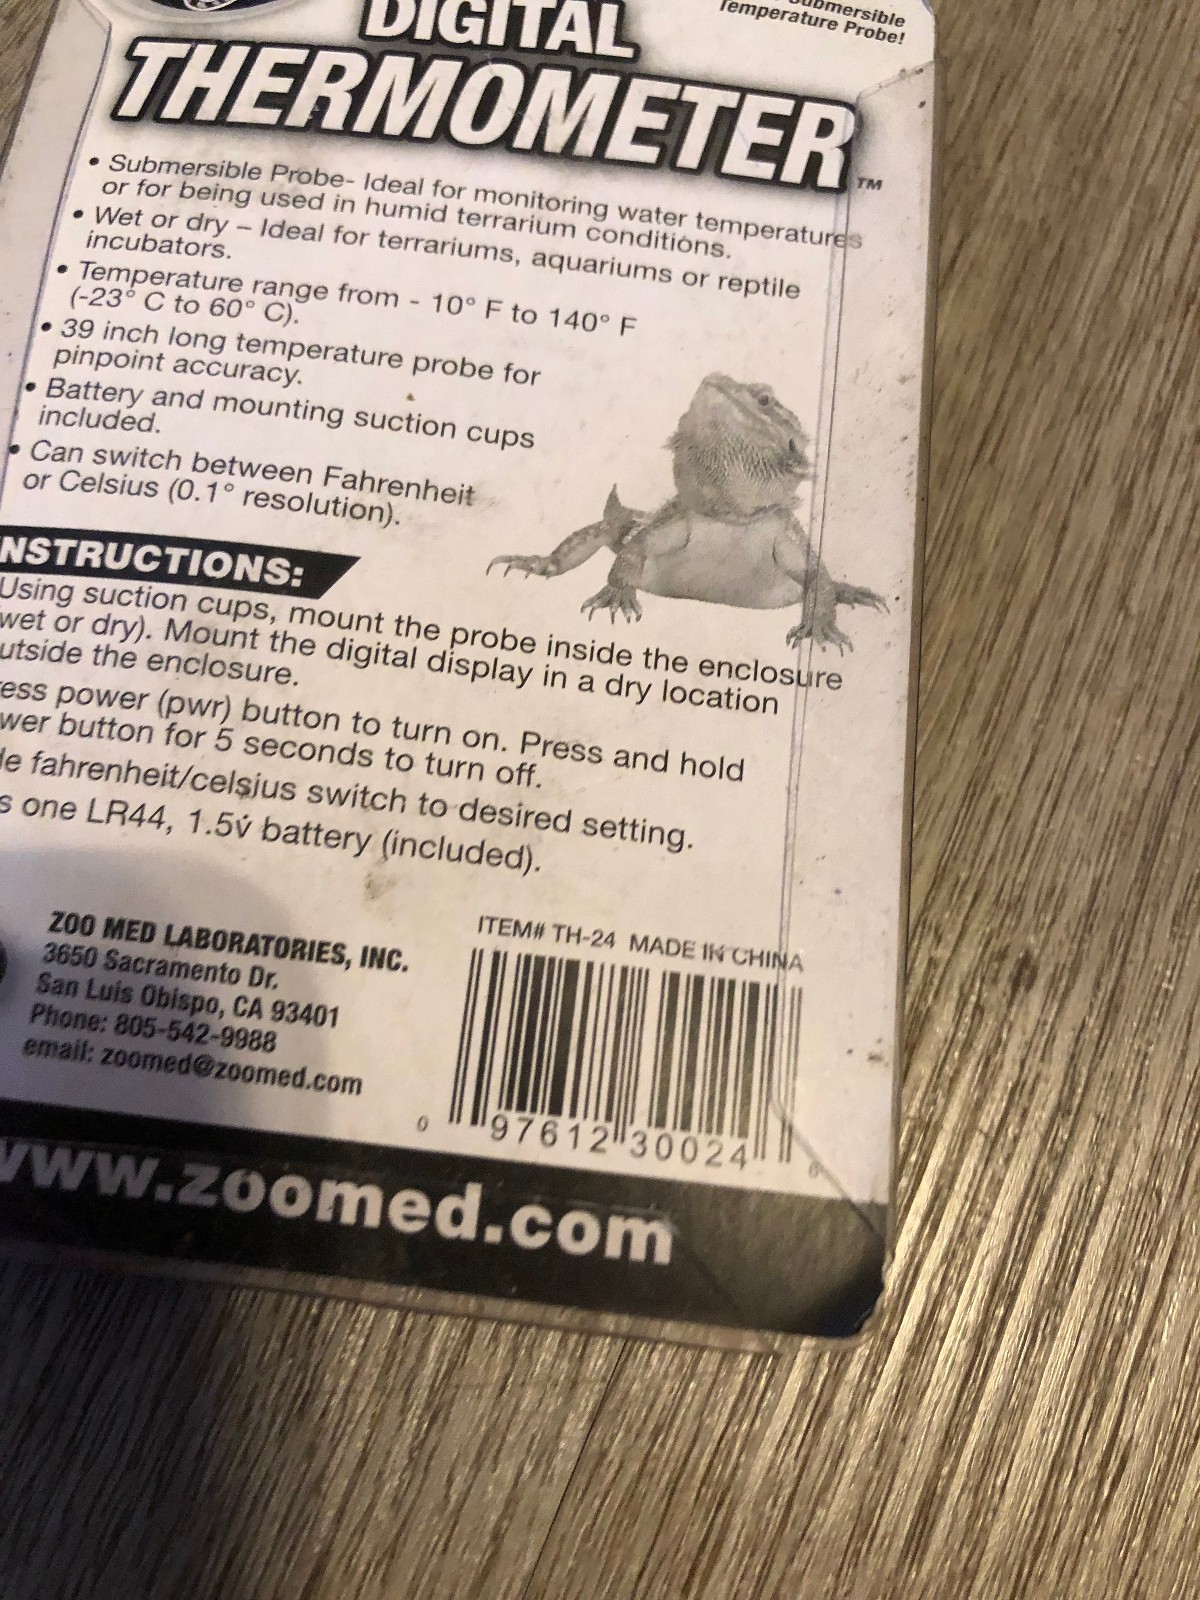 Submersible
Temperature Probe!
DIGITAL
THERMOMETER™
• Submersible Probe- Ideal for monitoring water temperatures
or for being used in humid terrarium conditions.
• Wet or dry – Ideal for terrariums, aquariums or reptile
incubators.
• Temperature range from - 10° F to 140° F
(-23° C to 60° C).
• 39 inch long temperature probe for
pinpoint accuracy.
• Battery and mounting suction cups
included.
• Can switch between Fahrenheit
or Celsius (0.1° resolution).
NSTRUCTIONS:
Using suction cups, mount the probe inside the enclosure
wet or dry). Mount the digital display in a dry location
utside the enclosure.
ess power (pwr) button to turn on. Press and hold
wer button for 5 seconds to turn off.
le fahrenheit/celsius switch to desired setting.
s one LR44, 1.5v battery (included).
ZOO MED LABORATORIES, INC.
3650 Sacramento Dr.
San Luis Obispo, CA 93401
Phone: 805-542-9988
email: zoomed@zoomed.com
ITEM# TH-24 MADE IN CHINA
0 97612 30024 6
www.zoomed.com